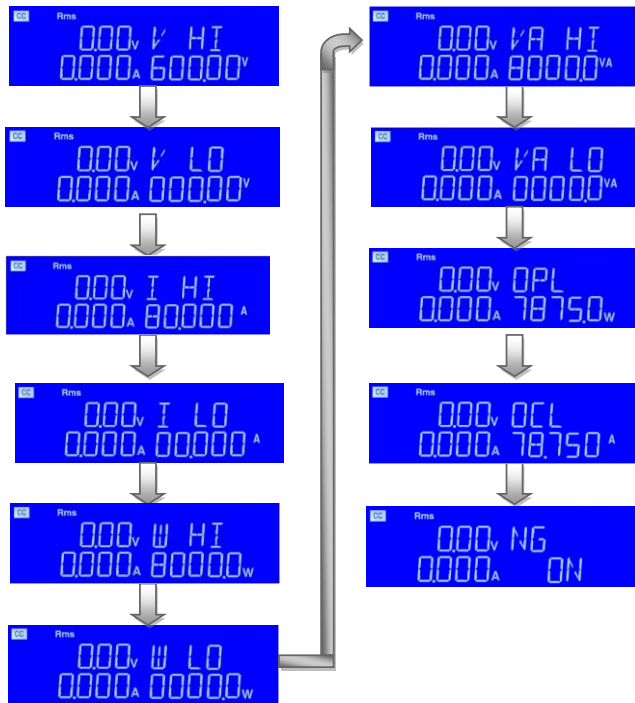 CC Rms
0.00V V HI
0.000A 600.00V
CC Rms
0.00V V LO
0.000A 000.00V
CC Rms
0.00V I HI
0.000A 80.000 A
CC Rms
0.00V I LO
0.000A 00.000 A
CC Rms
0.00V W HI
0.000A 8000.0W
CC Rms
0.00V W LO
0.000A 0000.0W
CC Rms
0.00V VA HI
0.000A 8000.0VA
CC Rms
0.00V VA LO
0.000A 0000.0VA
CC Rms
0.00V OPL
0.000A 7875.0W
CC Rms
0.00V OCL
0.000A 78.750 A
CC Rms
0.00V NG
0.000A ON